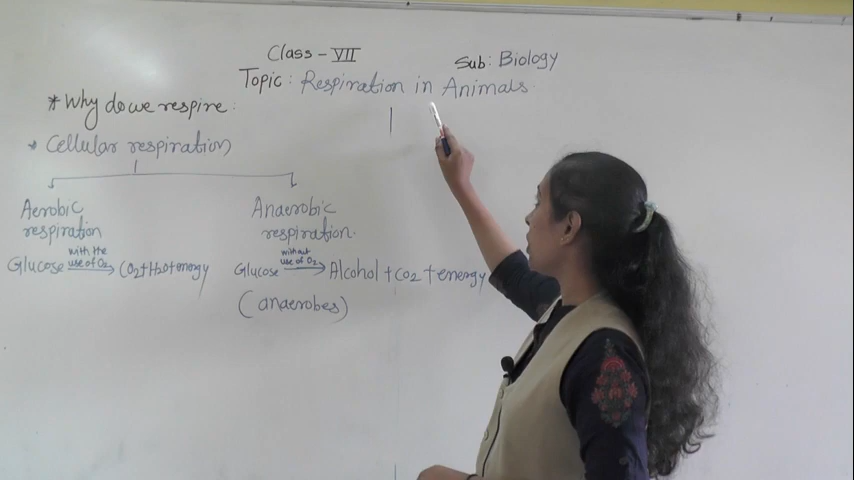 Class - VII
Sub: Biology
Topic: Respiration in Animals.
* Why do we respire:
* Cellular respiration
Aerobic respiration
Glucose with the use of O2 → CO2+H2O+energy
Anaerobic respiration.
Glucose without use of O2 → Alcohol + CO2 + energy
(anaerobes)